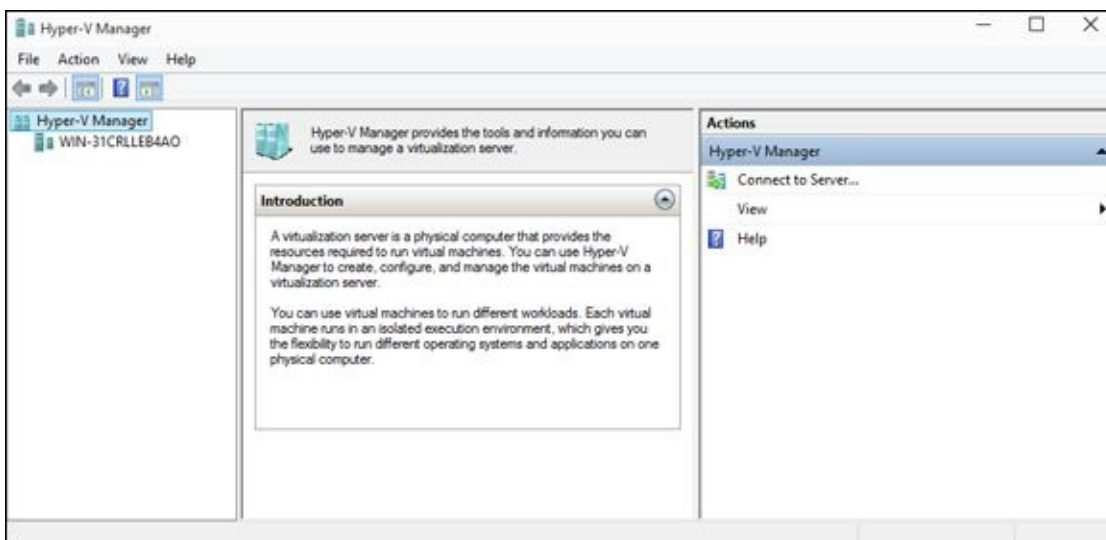 Hyper-V Manager
File Action View Help
Hyper-V Manager
WIN-31CRLLEB4AO
Hyper-V Manager provides the tools and information you can
use to manage a virtualization server.
Introduction
A virtualization server is a physical computer that provides the
resources required to run virtual machines. You can use Hyper-V
Manager to create, configure, and manage the virtual machines on a
virtualization server.
You can use virtual machines to run different workloads. Each virtual
machine runs in an isolated execution environment, which gives you
the flexibility to run different operating systems and applications on one
physical computer.
Actions
Hyper-V Manager
Connect to Server...
View
Help